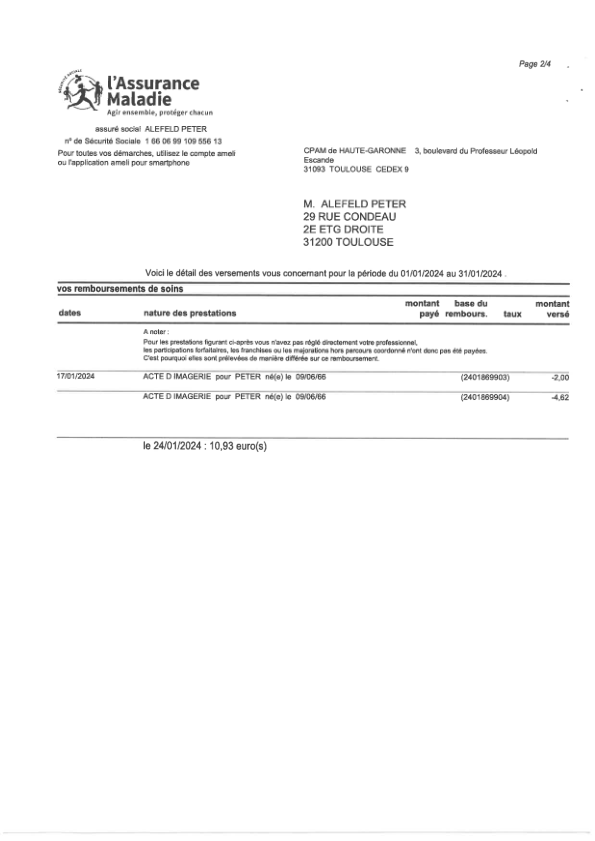 Page 2/4
SÉCURITÉ SOCIALE
l'Assurance
Maladie
Agir ensemble, protéger chacun
assuré social ALEFELD PETER
n° de Sécurité Sociale 1 66 06 99 109 556 13
Pour toutes vos démarches, utilisez le compte ameli
ou l'application ameli pour smartphone
CPAM de HAUTE-GARONNE 3, boulevard du Professeur Léopold
Escande
31093 TOULOUSE CEDEX 9
M. ALEFELD PETER
29 RUE CONDEAU
2E ETG DROITE
31200 TOULOUSE
Voici le détail des versements vous concernant pour la période du 01/01/2024 au 31/01/2024 .
vos remboursements de soins
dates nature des prestations montant payé base du rembours. taux montant versé
A noter :
Pour les prestations figurant ci-après vous n'avez pas réglé directement votre professionnel,
les participations forfaitaires, les franchises ou les majorations hors parcours coordonné n'ont donc pas été payées.
C'est pourquoi elles sont prélevées de manière différée sur ce remboursement.
17/01/2024 ACTE D IMAGERIE pour PETER né(e) le 09/06/66 (2401869903) -2,00
ACTE D IMAGERIE pour PETER né(e) le 09/06/66 (2401869904) -4,62
le 24/01/2024 : 10,93 euro(s)